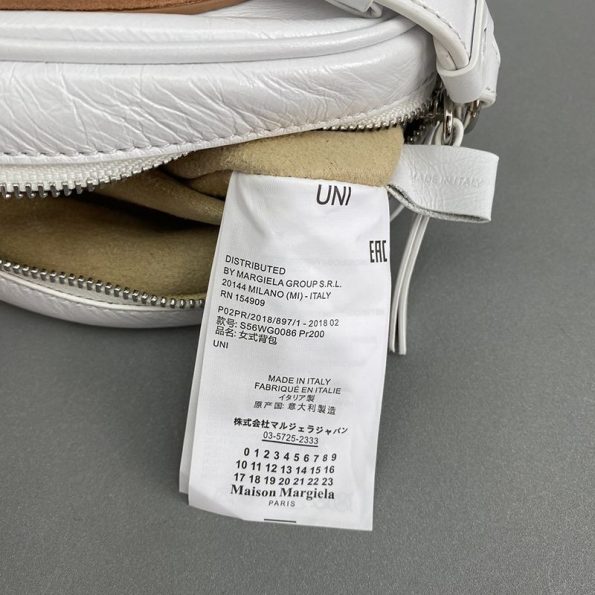 UNI
EAC
MADE IN ITALY
DISTRIBUTED
BY MARGIELA GROUP S.R.L.
20144 MILANO (MI) - ITALY
RN 154909
P02PR/2018/897/1 - 2018 02
款号: S56WG0086 Pr200
品名: 女式背包
UNI
MADE IN ITALY
FABRIQUÉ EN ITALIE
イタリア製
原产国: 意大利製造
株式会社マルジェラジャパン
03-5725-2333
0 1 2 3 4 5 6 7 8 9
10 11 12 13 14 15 16
17 18 19 20 21 22 23
Maison Margiela
PARIS